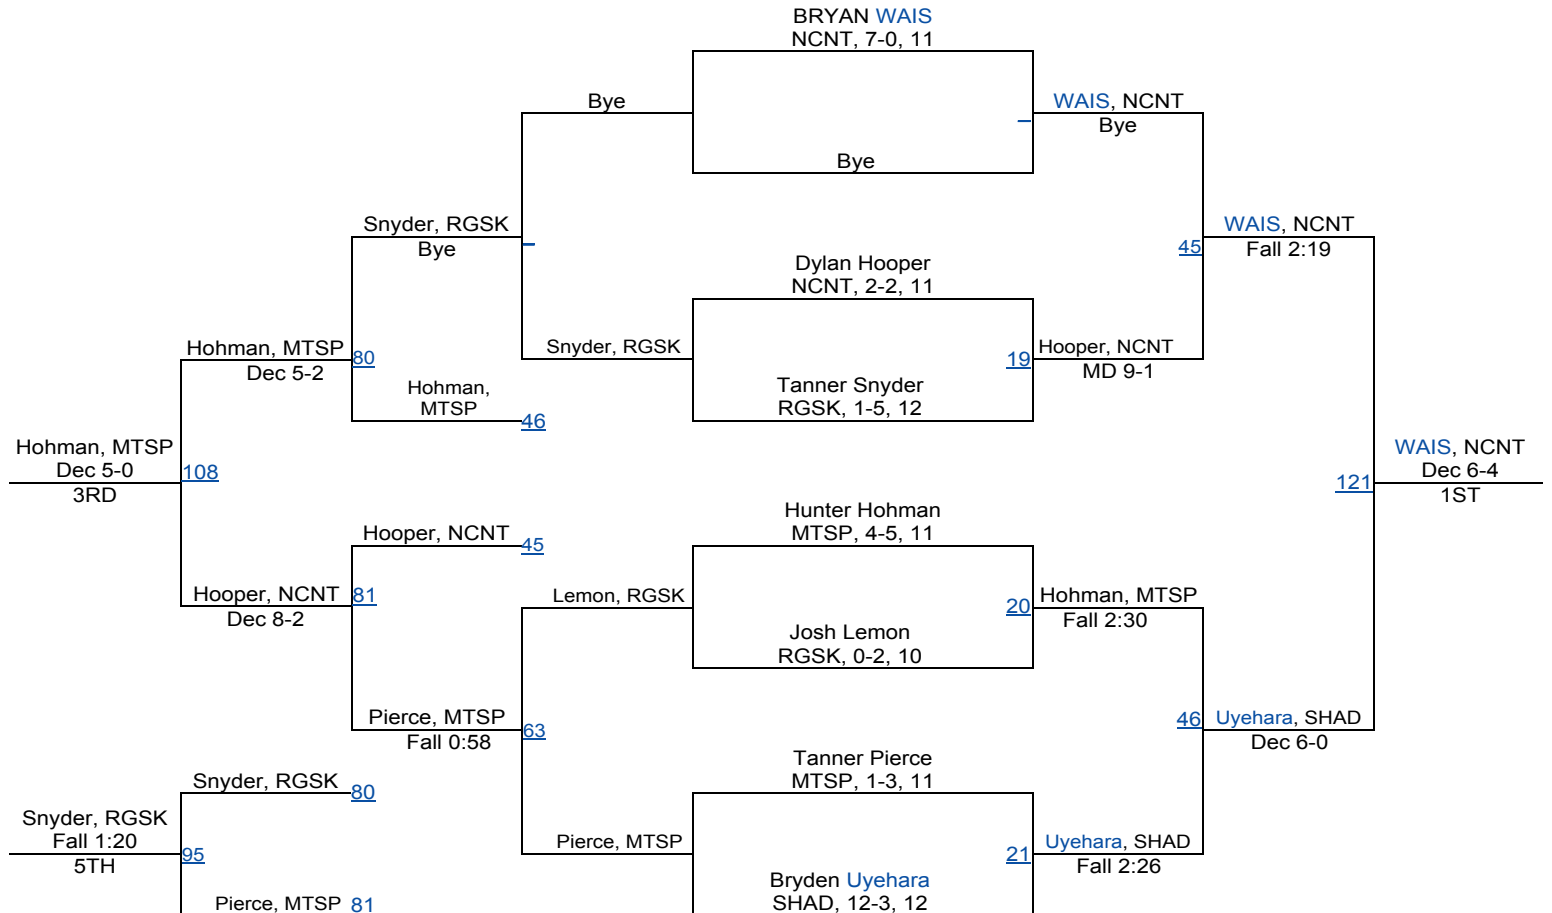 BRYAN WAIS
NCNT, 7-0, 11
Bye
WAIS, NCNT
Bye
Bye
Snyder, RGSK
Bye
WAIS, NCNT
Fall 2:19
45
Dylan Hooper
NCNT, 2-2, 11
Hohman, MTSP
Dec 5-2
80
Snyder, RGSK
19
Hooper, NCNT
MD 9-1
Hohman,
MTSP
46
Tanner Snyder
RGSK, 1-5, 12
Hohman, MTSP
Dec 5-0
3RD
108
121
WAIS, NCNT
Dec 6-4
1ST
Hooper, NCNT
45
Hunter Hohman
MTSP, 4-5, 11
Hooper, NCNT
Dec 8-2
81
Lemon, RGSK
20
Hohman, MTSP
Fall 2:30
Josh Lemon
RGSK, 0-2, 10
Pierce, MTSP
Fall 0:58
63
46
Uyehara, SHAD
Dec 6-0
Tanner Pierce
MTSP, 1-3, 11
Snyder, RGSK
80
Snyder, RGSK
Fall 1:20
5TH
95
Pierce, MTSP
21
Uyehara, SHAD
Fall 2:26
Bryden Uyehara
SHAD, 12-3, 12
Pierce, MTSP
81